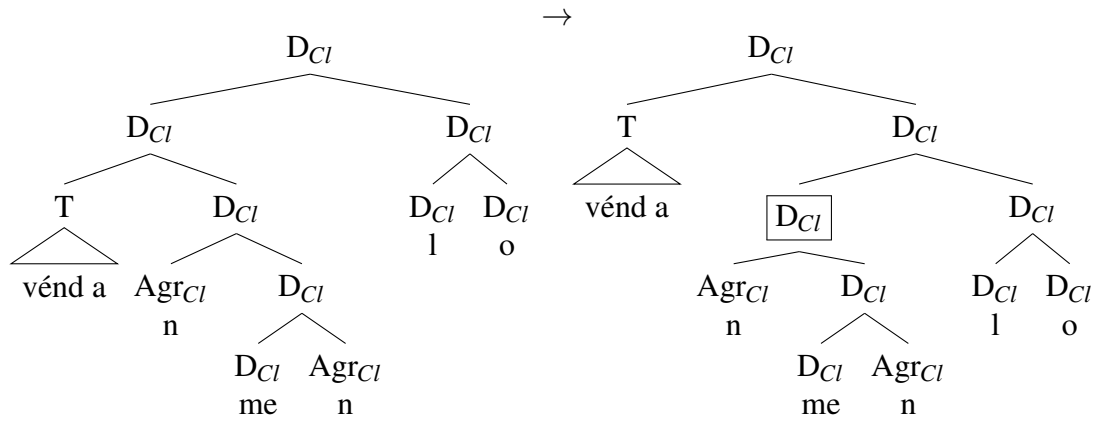 →
D_Cl D_Cl
D_Cl D_Cl T D_Cl
T D_Cl D_Cl D_Cl vénd a D_Cl D_Cl
l o
vénd a Agr_Cl D_Cl Agr_Cl D_Cl D_Cl D_Cl
n n l o
D_Cl Agr_Cl D_Cl Agr_Cl
me n me n